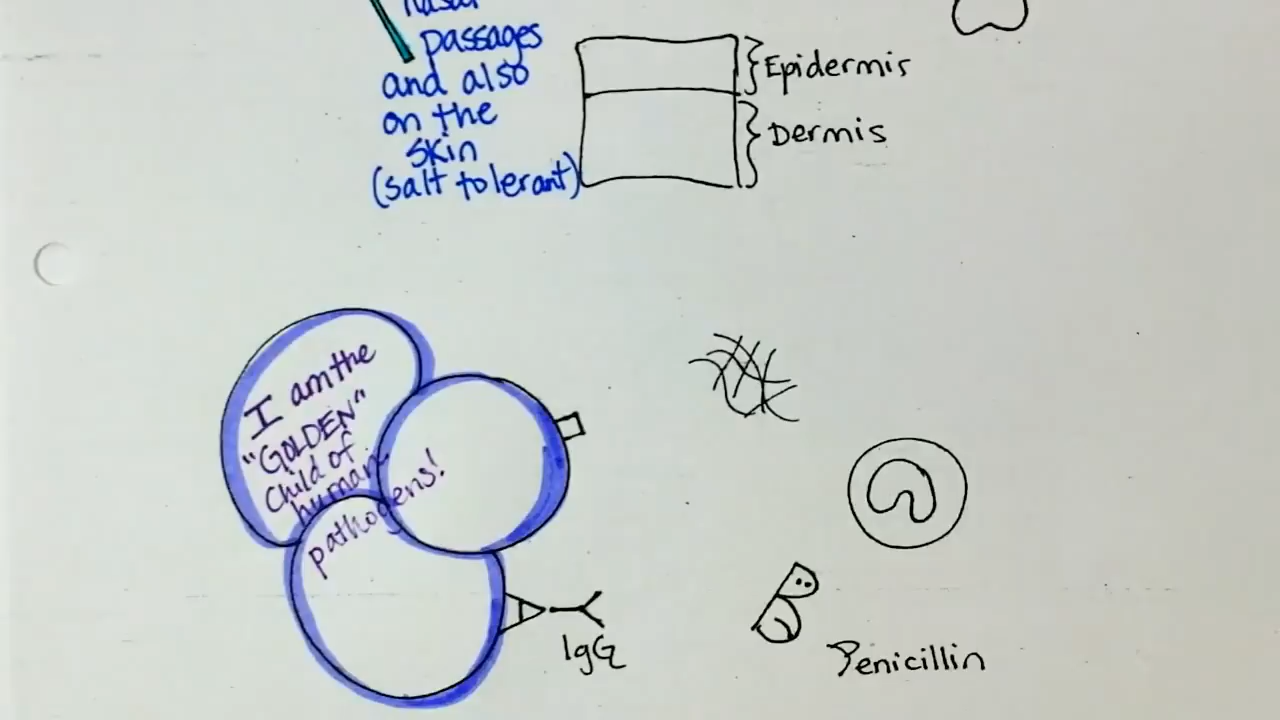 nasal
passages
and also
on the
skin
(salt tolerant)
Epidermis
Dermis
I am the
"GOLDEN"
child of
human
pathogens!
IgG
Penicillin